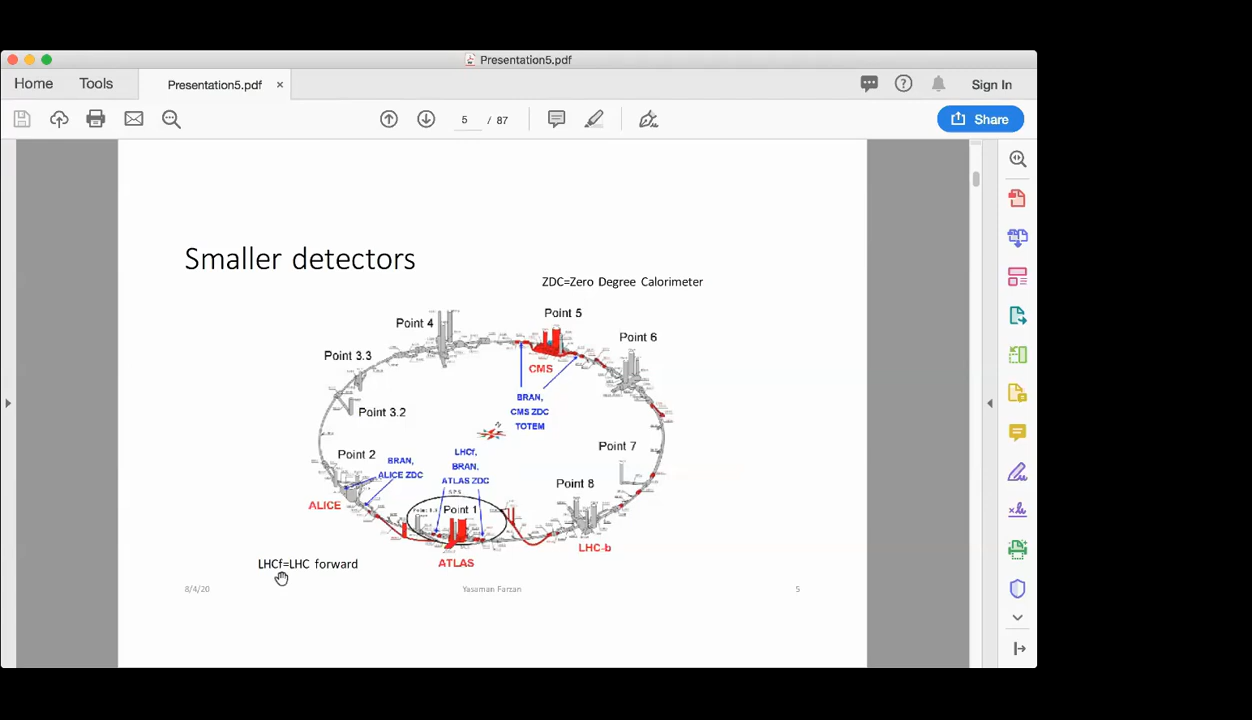 Presentation5.pdf
Home
Tools
Presentation5.pdf
×
Sign In
5 / 87
Share
Smaller detectors
ZDC=Zero Degree Calorimeter
Point 5
Point 4
Point 6
Point 3.3
CMS
BRAN,
CMS ZDC
TOTEM
Point 3.2
Point 7
LHCf,
BRAN,
ATLAS ZDC
SPS
Point 2
BRAN,
ALICE ZDC
Point 8
ALICE
Point 1
LHC-b
ATLAS
LHCf=LHC forward
8/4/20
Yasaman Farzan
5